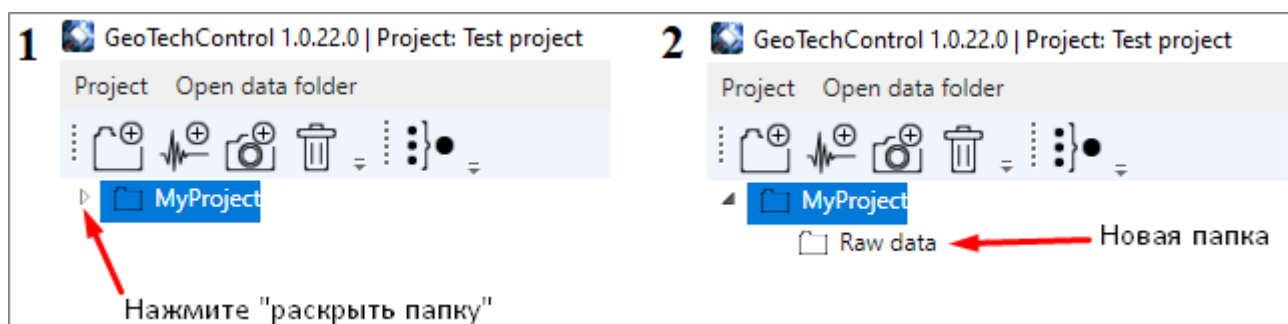 1
GeoTechControl 1.0.22.0 | Project: Test project
Project Open data folder
MyProject
Нажмите "раскрыть папку"
2
GeoTechControl 1.0.22.0 | Project: Test project
Project Open data folder
MyProject
Raw data
Новая папка